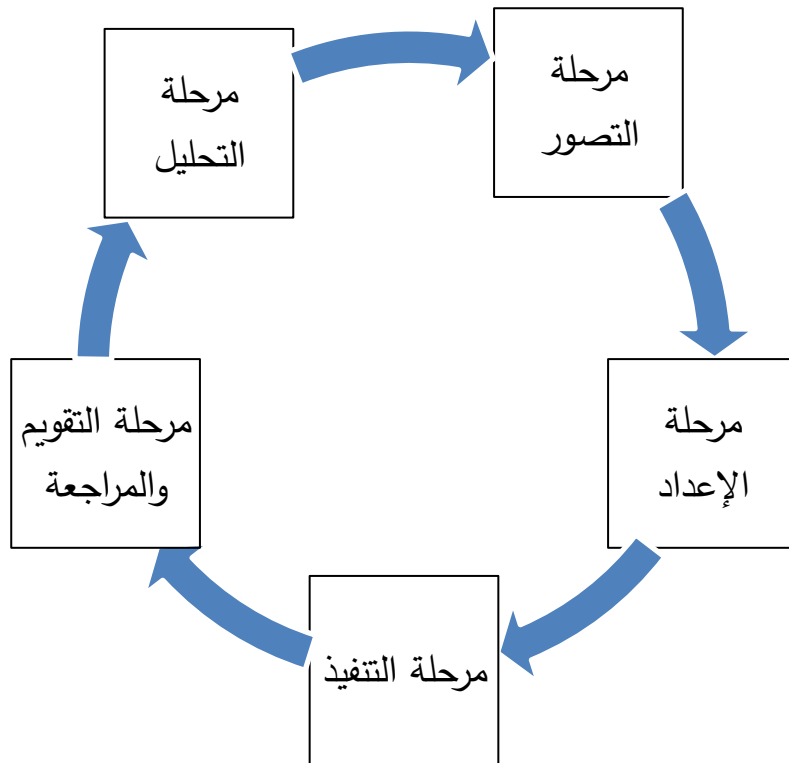 مرحلة
التحليل
مرحلة
التصور
مرحلة
الإعداد
مرحلة التنفيذ
مرحلة التقويم
والمراجعة